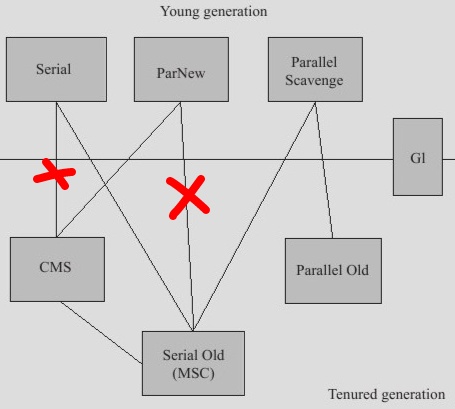 Young generation
Serial
ParNew
Parallel
Scavenge
Gl
CMS
Parallel Old
Serial Old
(MSC)
Tenured generation